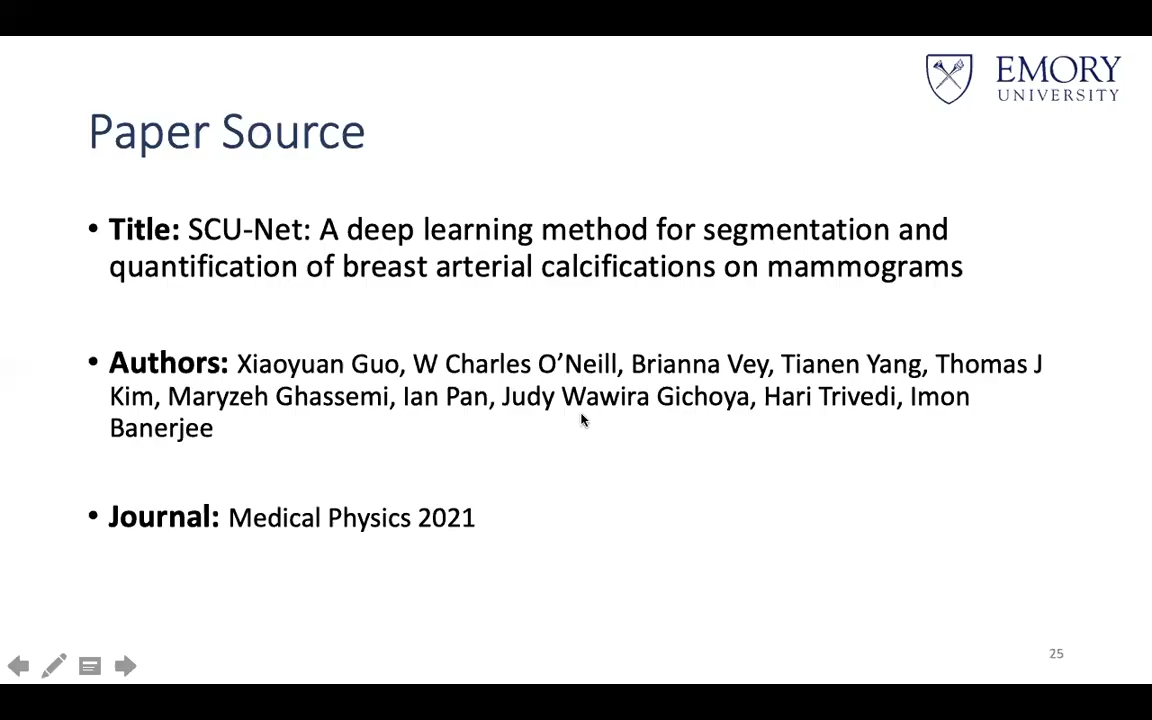 EMORY
UNIVERSITY
Paper Source
• Title: SCU-Net: A deep learning method for segmentation and
quantification of breast arterial calcifications on mammograms
• Authors: Xiaoyuan Guo, W Charles O’Neill, Brianna Vey, Tianen Yang, Thomas J
Kim, Maryzeh Ghassemi, Ian Pan, Judy Wawira Gichoya, Hari Trivedi, Imon
Banerjee
• Journal: Medical Physics 2021
25